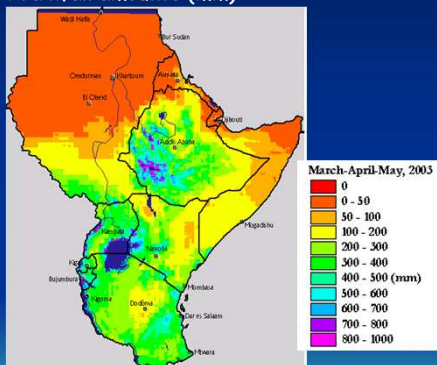 Wadi Halfa
Bur Sudan
Omdurman
Khartoum
Asmara
El Obeid
Djibouti
Addis Ababa
March-April-May, 2003
0
0 - 50
50 - 100
100 - 200
200 - 300
300 - 400
400 - 500 (mm)
500 - 600
600 - 700
700 - 800
800 - 1000
Mogadishu
Kampala
Nairobi
Kigali
Bujumbura
Mombasa
Kigoma
Dodoma
Dar es Salaam
Mtwara